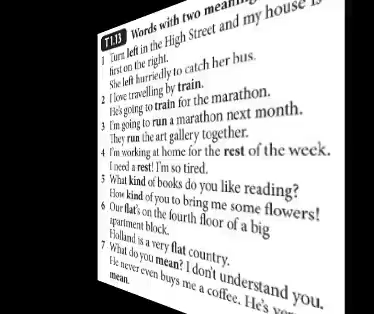 T1.13 Words with two meanings
1 Turn left in the High Street and my house is
first on the right.
She left hurriedly to catch her bus.
2 I love travelling by train.
He's going to train for the marathon.
3 I'm going to run a marathon next month.
They run the art gallery together.
4 I'm working at home for the rest of the week.
I need a rest! I'm so tired.
5 What kind of books do you like reading?
How kind of you to bring me some flowers!
6 Our flat's on the fourth floor of a big
apartment block.
Holland is a very flat country.
7 What do you mean? I don't understand you.
He never even buys me a coffee. He's very
mean.